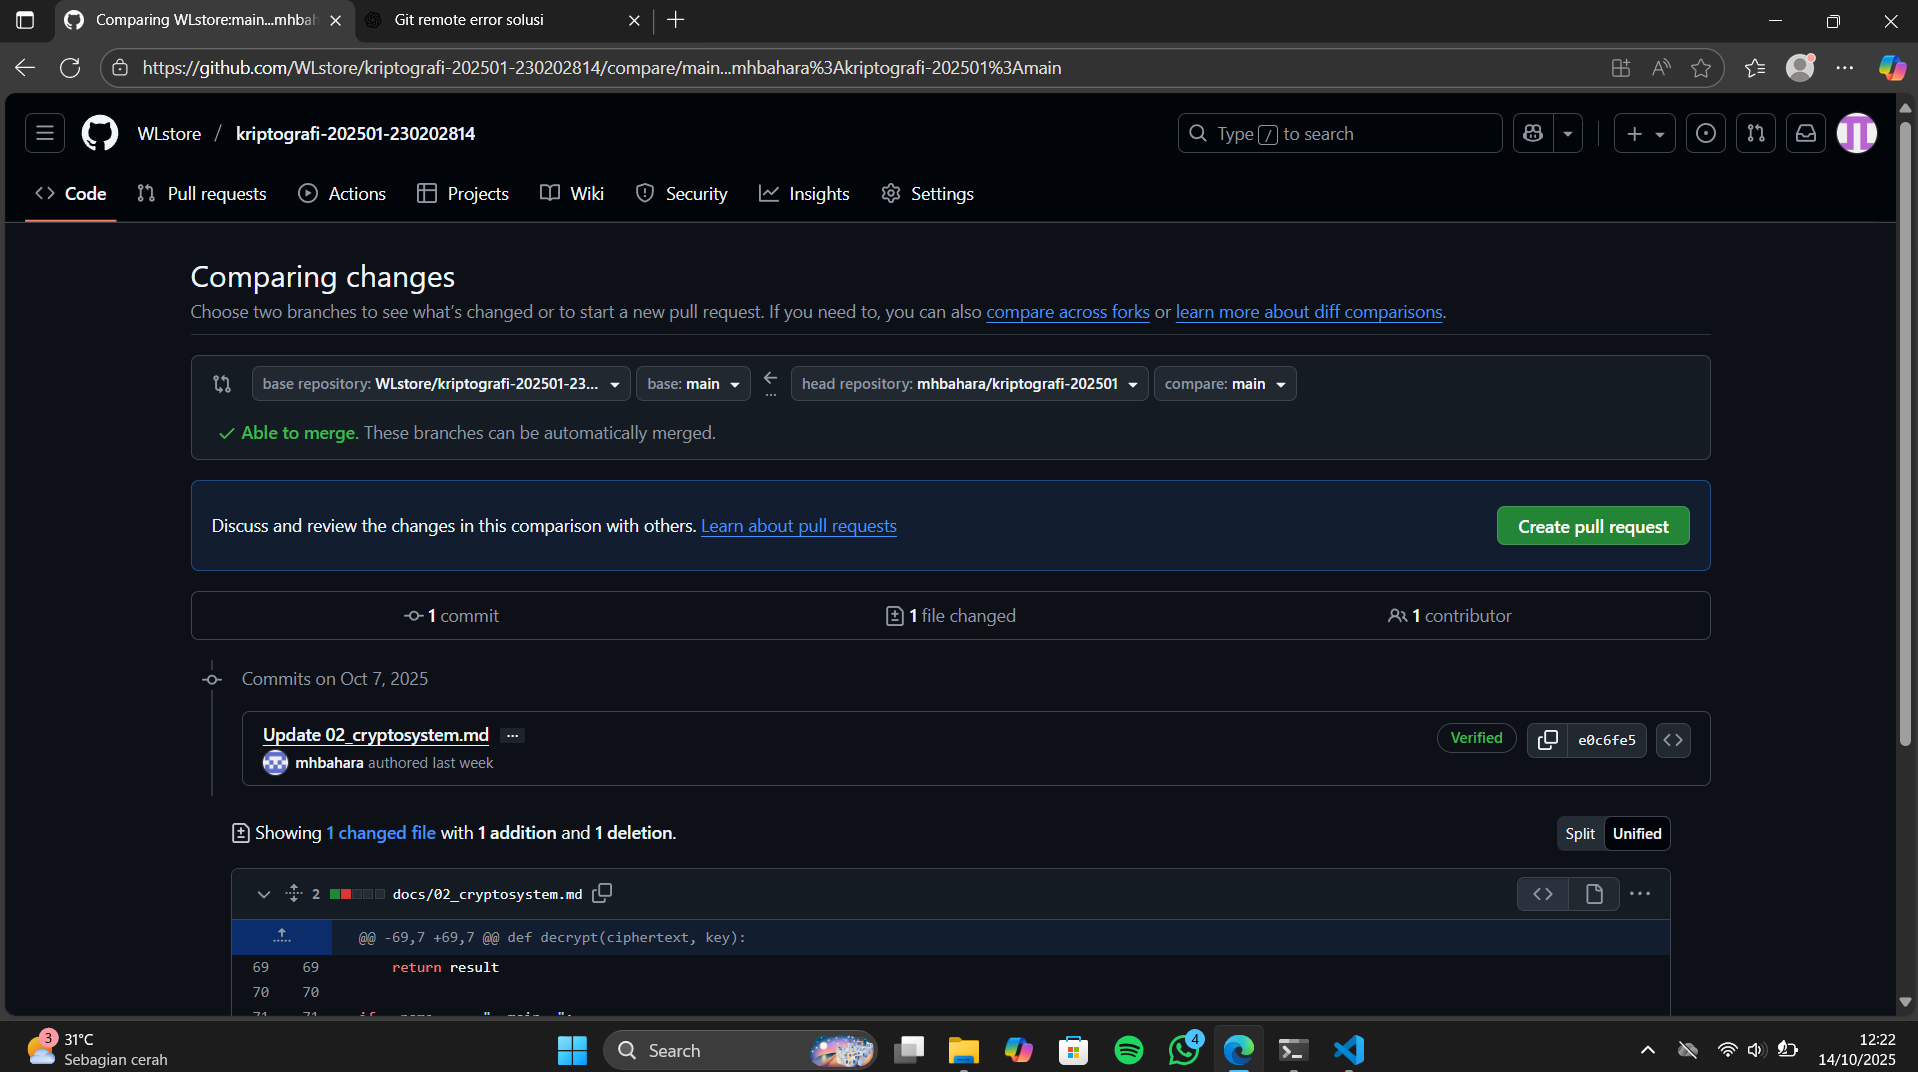 Comparing WLstore:main...mhbah
Git remote error solusi
https://github.com/WLstore/kriptografi-202501-230202814/compare/main...mhbahara%3Akriptografi-202501%3Amain
WLstore / kriptografi-202501-230202814
Type / to search
Code
Pull requests
Actions
Projects
Wiki
Security
Insights
Settings
Comparing changes
Choose two branches to see what’s changed or to start a new pull request. If you need to, you can also compare across forks or learn more about diff comparisons.
base repository: WLstore/kriptografi-202501-23...
base: main
...
head repository: mhbahara/kriptografi-202501
compare: main
Able to merge. These branches can be automatically merged.
Discuss and review the changes in this comparison with others. Learn about pull requests
Create pull request
1 commit
1 file changed
1 contributor
Commits on Oct 7, 2025
Update 02_cryptosystem.md ...
Verified
e0c6fe5
mhbahara authored last week
Showing 1 changed file with 1 addition and 1 deletion.
Split
Unified
2
docs/02_cryptosystem.md
@@ -69,7 +69,7 @@ def decrypt(ciphertext, key):
69 69 return result
70 70
3
31°C
Sebagian cerah
Search
4
12:22
14/10/2025